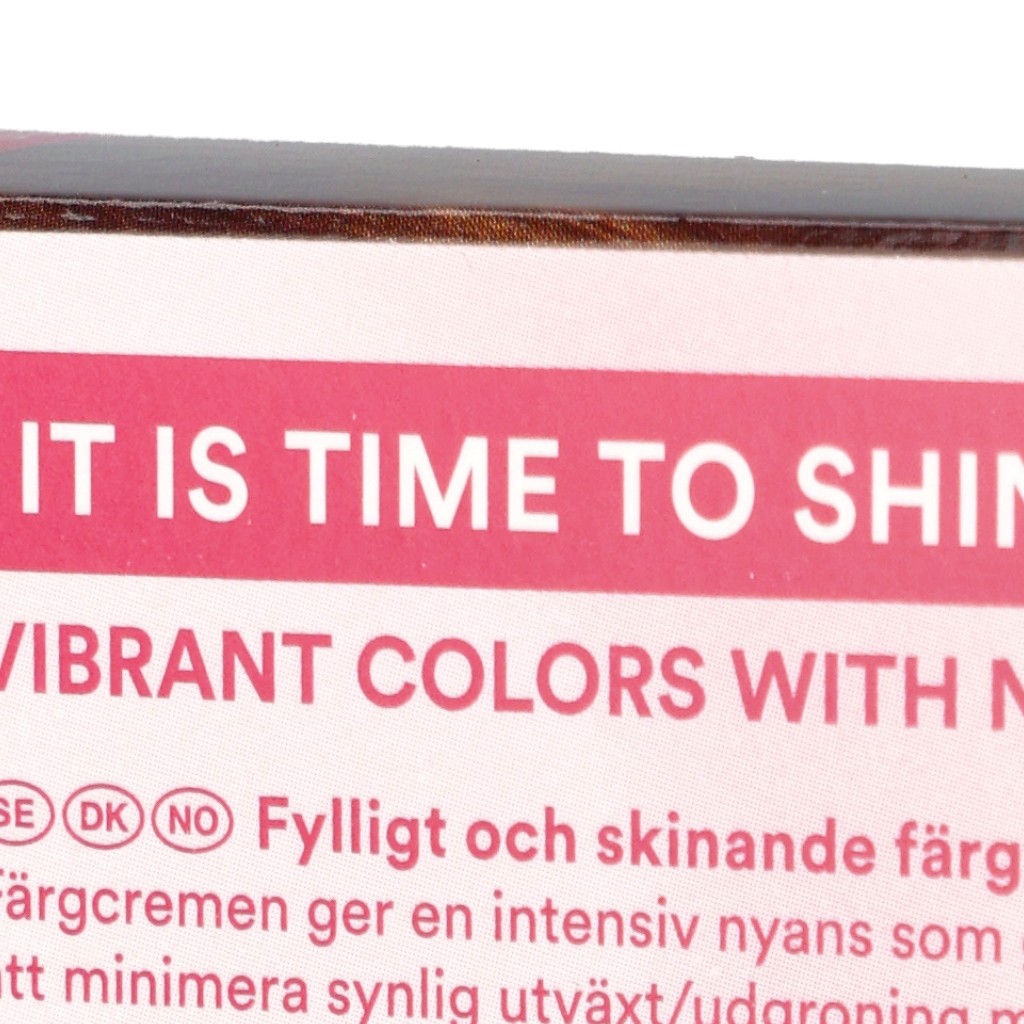 IT IS TIME TO SHIN
VIBRANT COLORS WITH N
SE DK NO Fylligt och skinande färg
Färgcremen ger en intensiv nyans som
att minimera synlig utväxt/udgroning m